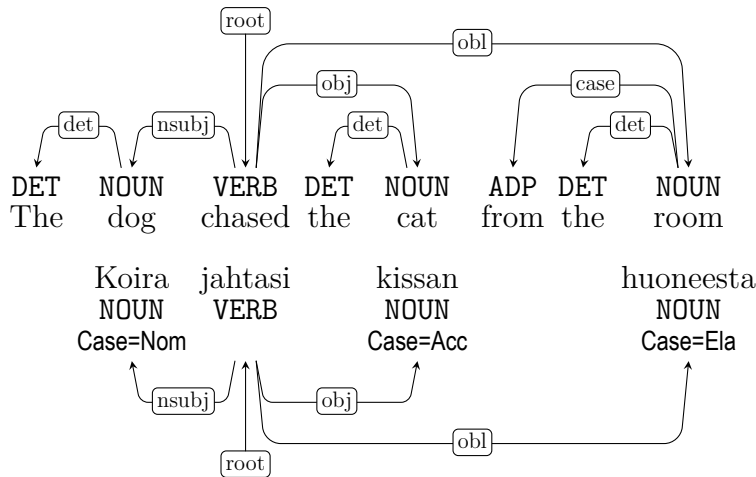 root
obl
obj case
det nsubj det det
DET NOUN VERB DET NOUN ADP DET NOUN
The dog chased the cat from the room
Koira jahtasi kissan huoneesta
NOUN VERB NOUN NOUN
Case=Nom Case=Acc Case=Ela
nsubj obj
obl
root